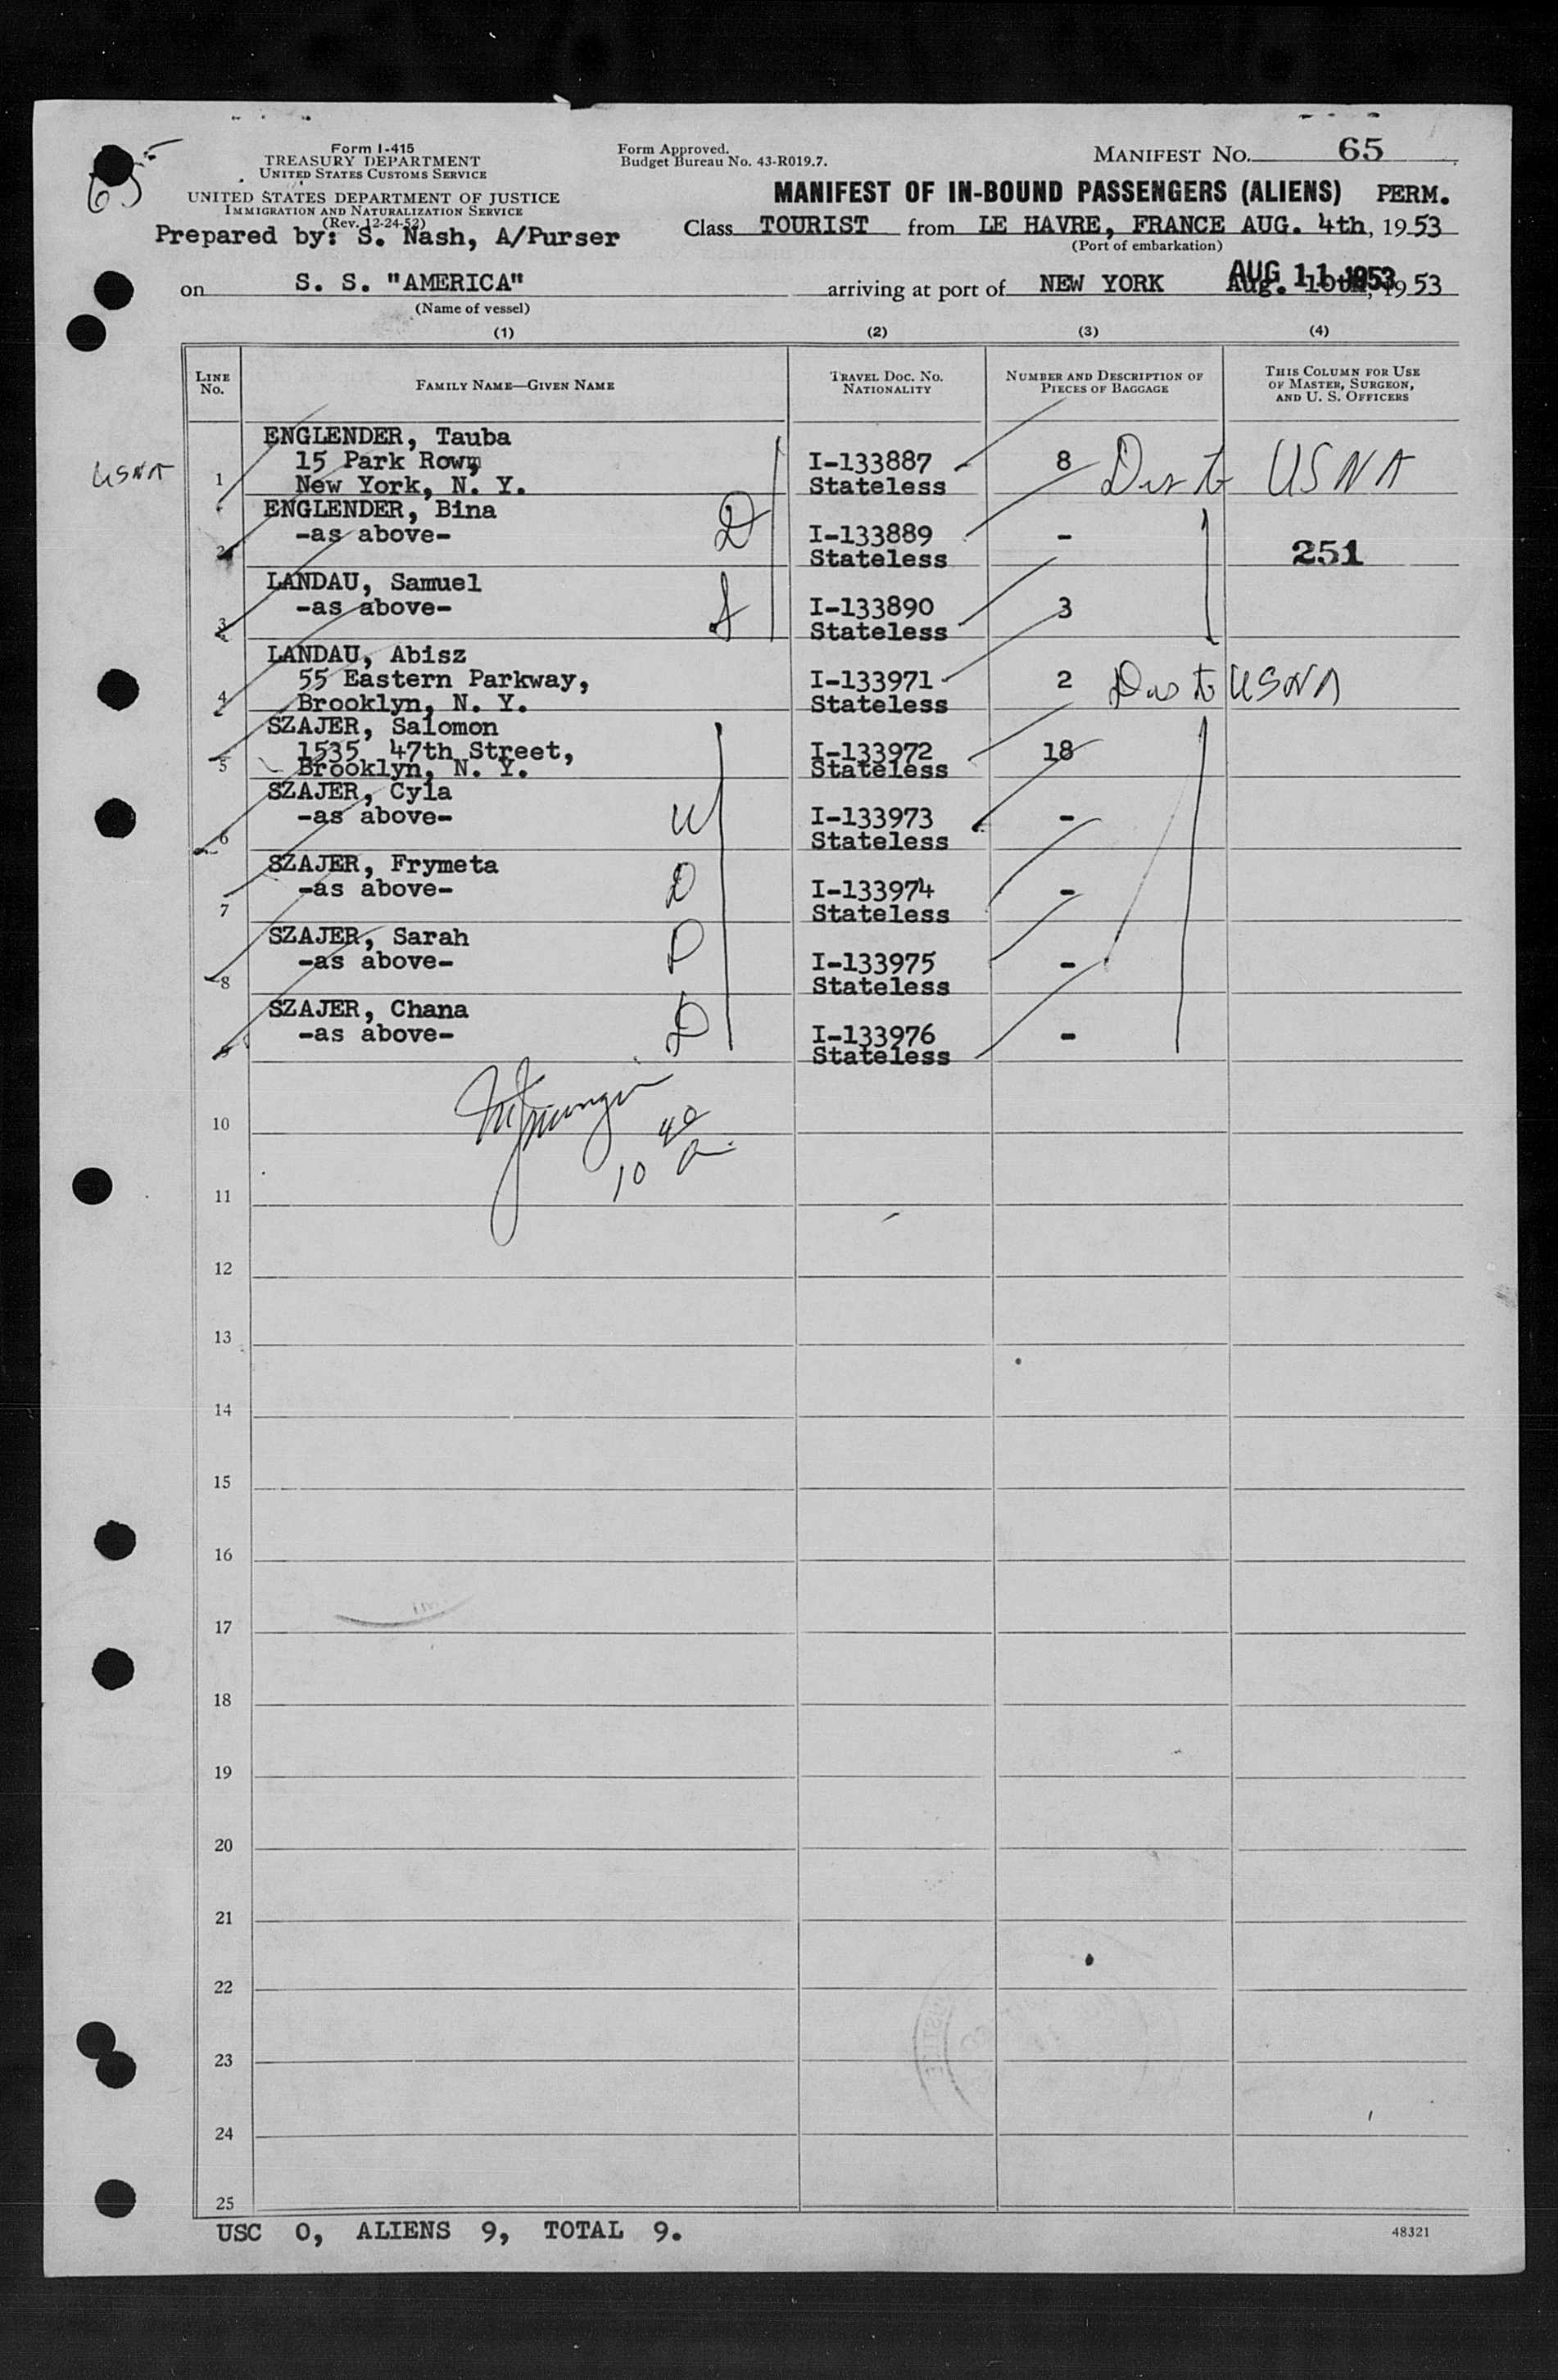 65
Form I-415
TREASURY DEPARTMENT
UNITED STATES CUSTOMS SERVICE
UNITED STATES DEPARTMENT OF JUSTICE
IMMIGRATION AND NATURALIZATION SERVICE
(Rev. 12-24-52)
Prepared by: S. Nash, A/Purser
Form Approved.
Budget Bureau No. 43-R019.7.
MANIFEST NO. 65
MANIFEST OF IN-BOUND PASSENGERS (ALIENS) PERM.
Class TOURIST from LE HAVRE, FRANCE AUG. 4th, 1953
(Port of embarkation)
on S. S. "AMERICA" arriving at port of NEW YORK Aug. 10th, 1953
AUG 11 1953
(Name of vessel)
(1) (2) (3) (4)
LINE No.
FAMILY NAME—GIVEN NAME
TRAVEL DOC. NO. NATIONALITY
NUMBER AND DESCRIPTION OF PIECES OF BAGGAGE
THIS COLUMN FOR USE OF MASTER, SURGEON, AND U. S. OFFICERS
USNA
1 ENGLENDER, Tauba
15 Park Row, I-133887 8 USNA
New York, N. Y. Stateless
2 ENGLENDER, Bina D
-as above- I-133889 - 251
Stateless
3 LANDAU, Samuel
-as above- I-133890 3
Stateless
4 LANDAU, Abisz
55 Eastern Parkway, I-133971 2 USNA
Brooklyn, N. Y. Stateless
5 SZAJER, Salomon
1535 47th Street, I-133972 18
Brooklyn, N. Y. Stateless
6 SZAJER, Cyla W
-as above- I-133973 -
Stateless
7 SZAJER, Frymeta D
-as above- I-133974 -
Stateless
8 SZAJER, Sarah D
-as above- I-133975 -
Stateless
9 SZAJER, Chana D
-as above- I-133976 -
Stateless
10
10 40
11
12
13
14
15
16
17
18
19
20
21
22
23
24
25
USC 0, ALIENS 9, TOTAL 9.
48321